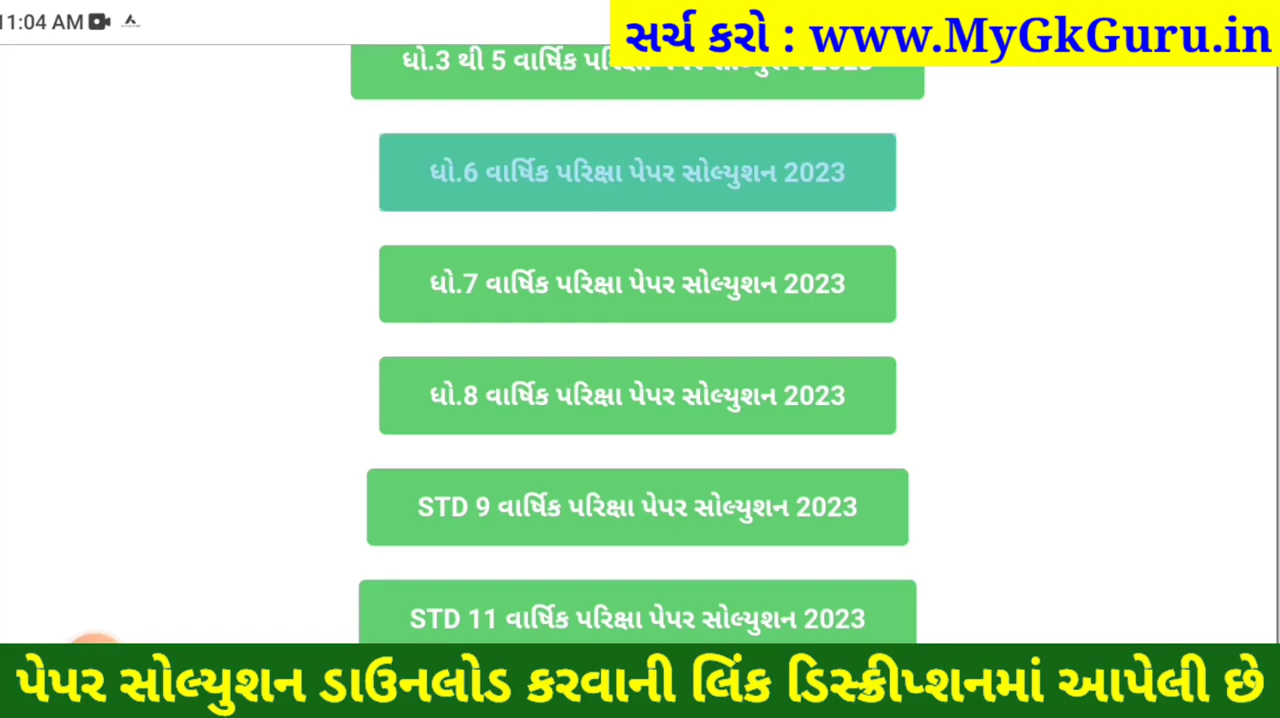 11:04 AM
સર્ચ કરો : www.MyGkGuru.in
ધો.3 થી 5 વાર્ષિક
ધો.6 વાર્ષિક પરિક્ષા પેપર સોલ્યુશન 2023
ધો.7 વાર્ષિક પરિક્ષા પેપર સોલ્યુશન 2023
ધો.8 વાર્ષિક પરિક્ષા પેપર સોલ્યુશન 2023
STD 9 વાર્ષિક પરિક્ષા પેપર સોલ્યુશન 2023
STD 11 વાર્ષિક પરિક્ષા પેપર સોલ્યુશન 2023
પેપર સોલ્યુશન ડાઉનલોડ કરવાની લિંક ડિસ્ક્રીપ્શનમાં આપેલી છે